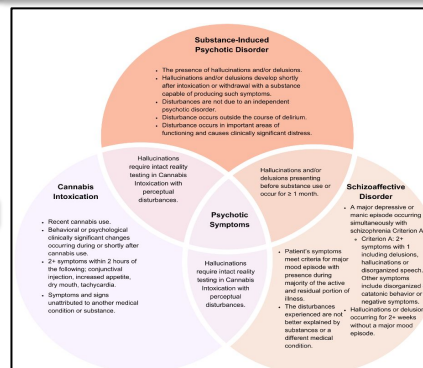 Substance-Induced
Psychotic Disorder
• The presence of hallucinations and/or delusions.
• Hallucinations and/or delusions develop shortly
after intoxication or withdrawal with a substance
capable of producing such symptoms.
• Disturbances are not due to an independent
psychotic disorder.
• Disturbance occurs outside the course of delirium.
• Disturbance occurs in important areas of
functioning and causes clinically significant distress.
Hallucinations
require intact reality
testing in Cannabis
Intoxication with
perceptual
disturbances.
Hallucinations and/or
delusions presenting
before substance use or
occur for ≥ 1 month.
Cannabis
Intoxication
• Recent cannabis use.
• Behavioral or psychological
clinically significant changes
occurring during or shortly after
cannabis use.
• 2+ symptoms within 2 hours of
the following; conjunctival
injection, increased appetite,
dry mouth, tachycardia.
• Symptoms and signs
unattributed to another medical
condition or substance.
Psychotic
Symptoms
Hallucinations
require intact reality
testing in Cannabis
Intoxication with
perceptual
disturbances.
• Patient's symptoms
meet criteria for major
mood episode with
presence during
majority of the active
and residual portion of
illness.
• The disturbances
experienced are not
better explained by
substances or a
different medical
condition.
Schizoaffective
Disorder
• A major depressive or
manic episode occurring
simultaneously with
schizophrenia Criterion A.
◦ Criterion A: 2+
symptoms with 1
including delusions,
hallucinations or
disorganized speech.
Other symptoms
include disorganized
catatonic behavior or
negative symptoms.
• Hallucinations or delusions
occurring for 2+ weeks
without a major mood
episode.